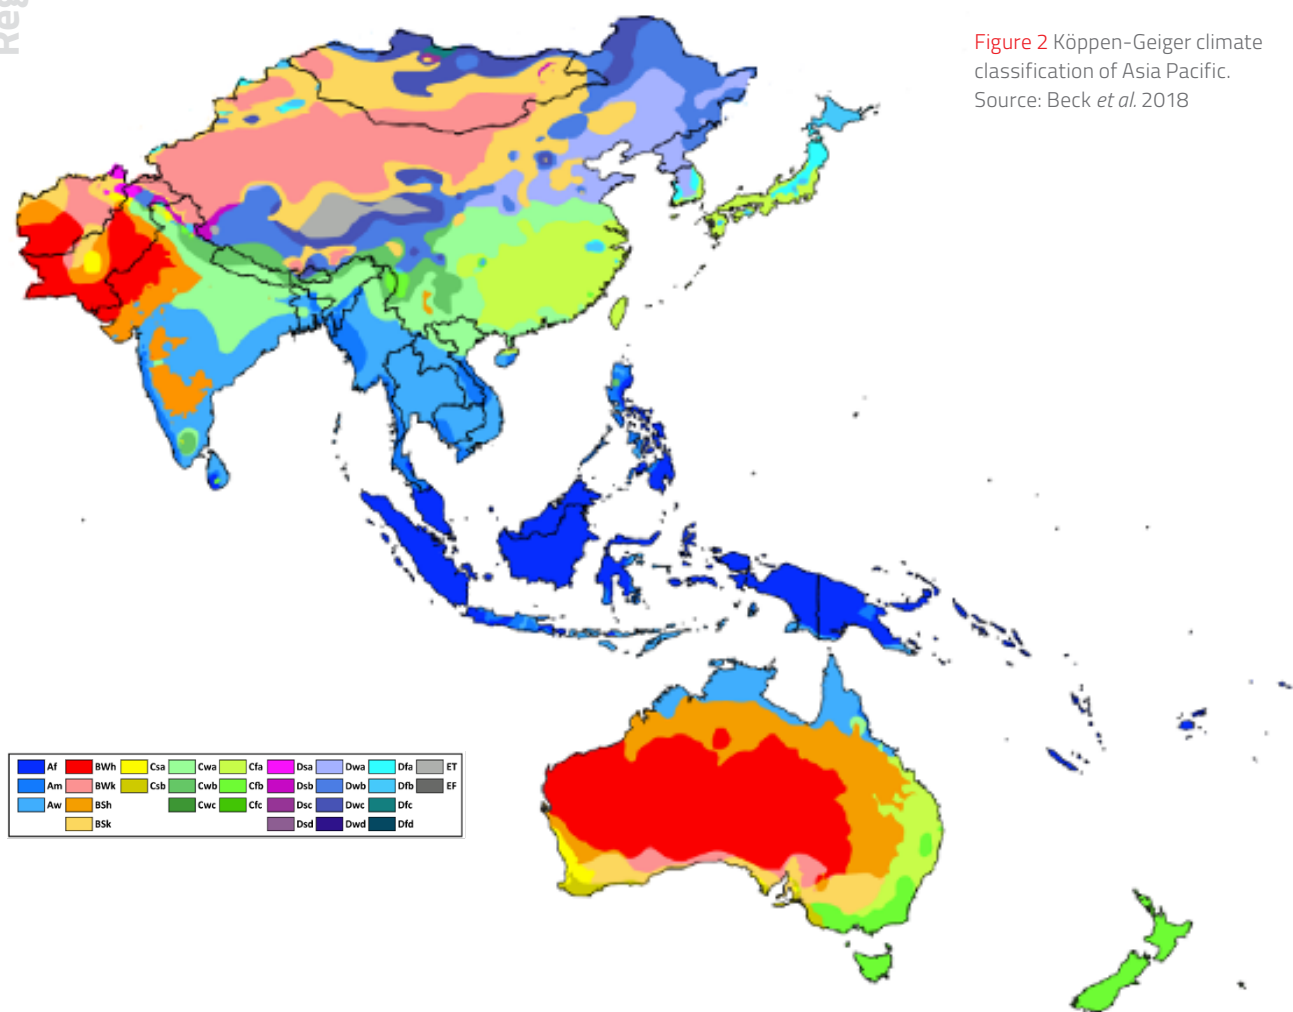 Reg
Figure 2 Köppen-Geiger climate
classification of Asia Pacific.
Source: Beck et al. 2018
Af BWh Csa Cwa Cfa Dsa Dwa Dfa ET
Am BWk Csb Cwb Cfb Dsb Dwb Dfb EF
Aw BSh Cwc Cfc Dsc Dwc Dfc
BSk Dsd Dwd Dfd